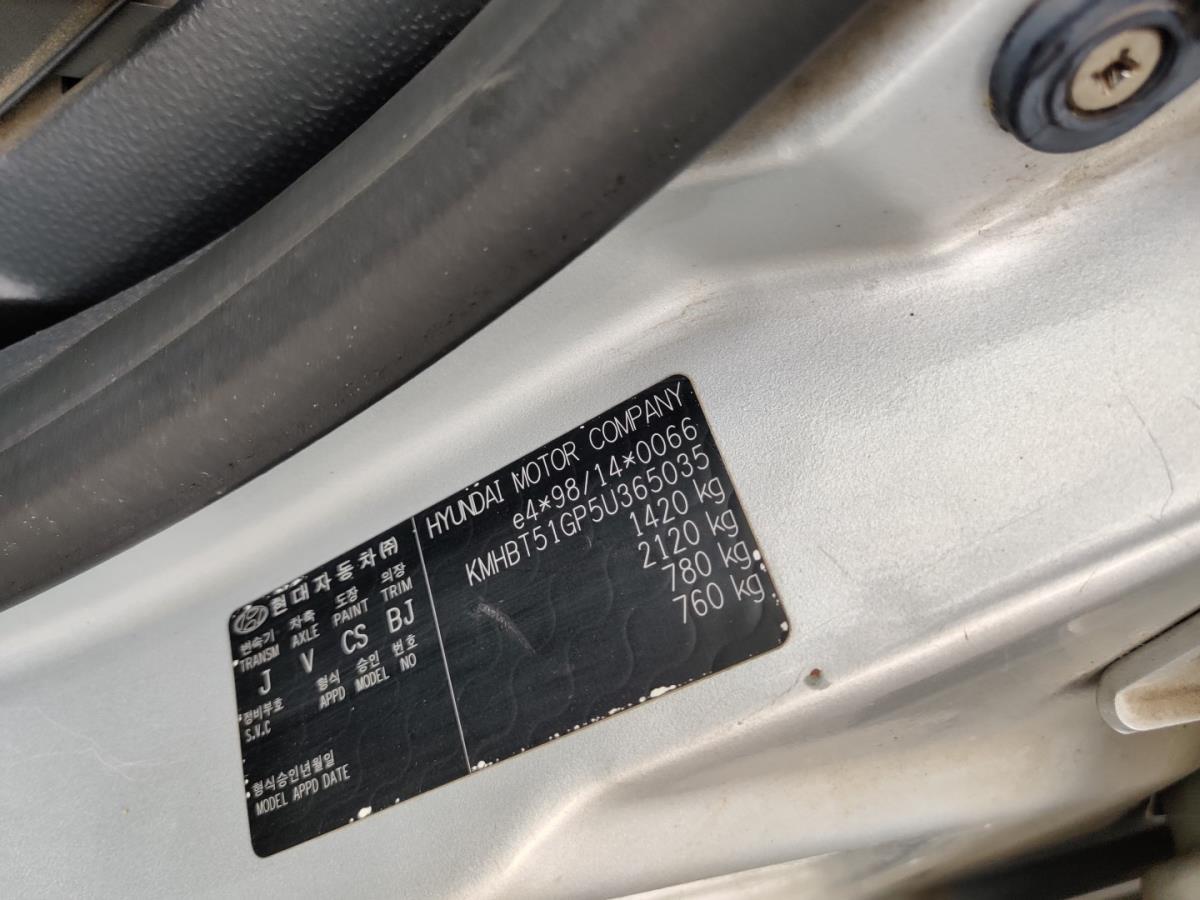 현대자동차㈜
변속기 차축 도장 의장
TRANSM AXLE PAINT TRIM
J V CS BJ
정비부호 형식 승인 번호
S.V.C APPD MODEL NO
형식승인년월일
MODEL APPD DATE
HYUNDAI MOTOR COMPANY
e4*98/14*0066
KMHBT51GP5U365035
1420 kg
2120 kg
780 kg
760 kg